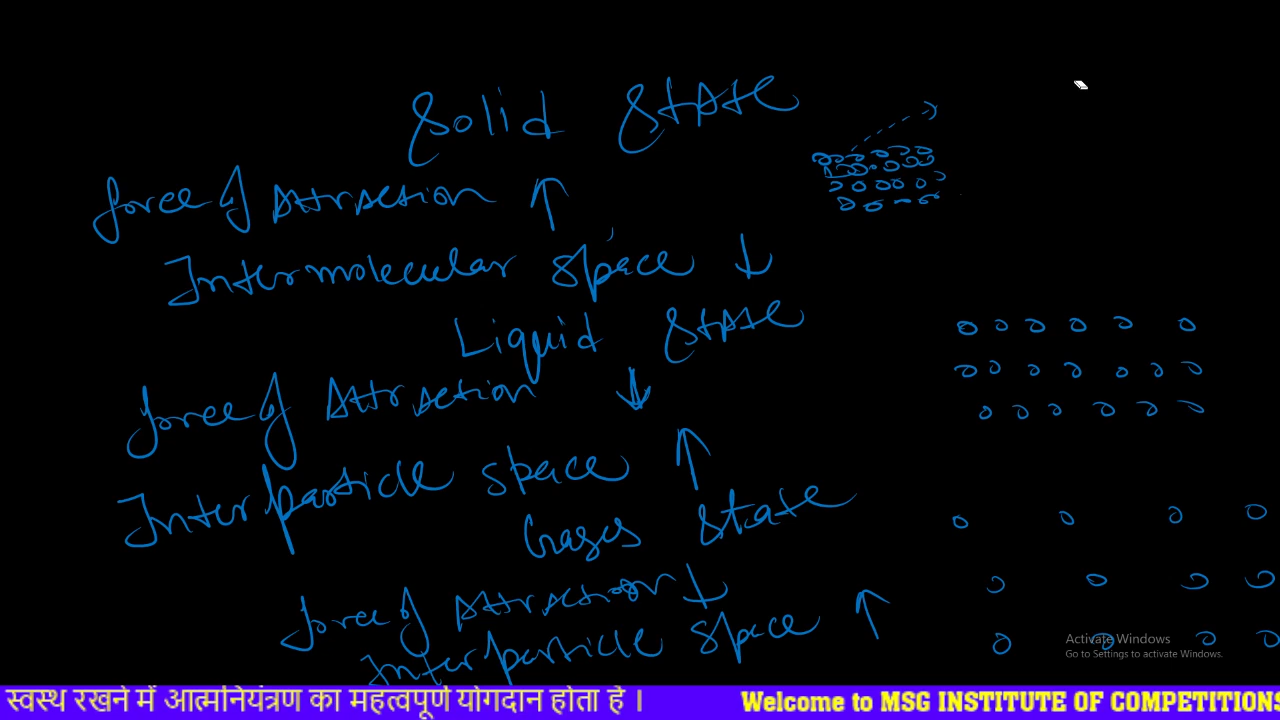 Solid State
force of Attraction ↑
Intermolecular space ↓
Liquid State
force of Attraction ↓
Interparticle space ↑
Gases State
force of Attraction ↓
Interparticle space ↑
Activate Windows
Go to Settings to activate Windows.
स्वस्थ रखने में आत्मनियंत्रण का महत्वपूर्ण योगदान होता है । Welcome to MSG INSTITUTE OF COMPETITIONS